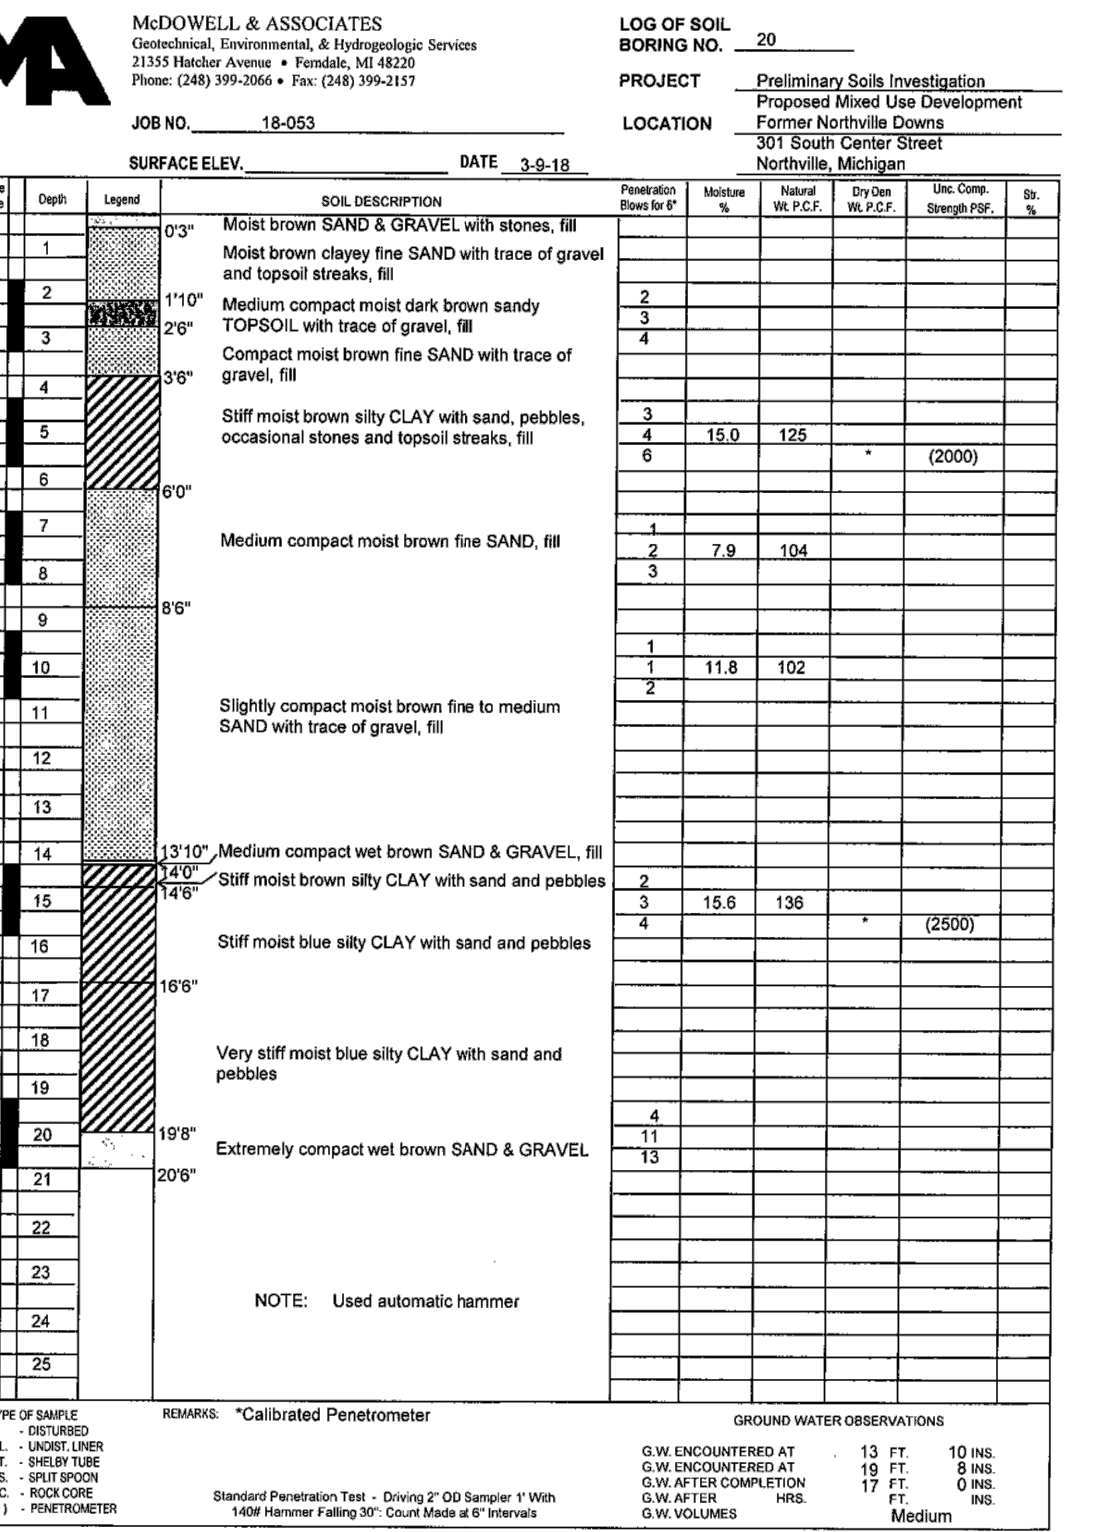 MA
McDOWELL & ASSOCIATES
Geotechnical, Environmental, & Hydrogeologic Services
21355 Hatcher Avenue • Ferndale, MI 48220
Phone: (248) 399-2066 • Fax: (248) 399-2157
JOB NO. 18-053
SURFACE ELEV. DATE 3-9-18
LOG OF SOIL
BORING NO. 20
PROJECT Preliminary Soils Investigation
Proposed Mixed Use Development
LOCATION Former Northville Downs
301 South Center Street
Northville, Michigan
Depth Legend SOIL DESCRIPTION Penetration Blows for 6" Moisture % Natural Wt. P.C.F. Dry Den Wt. P.C.F. Unc. Comp. Strength PSF. Str. %
Moist brown SAND & GRAVEL with stones, fill
0'3"
1 Moist brown clayey fine SAND with trace of gravel
and topsoil streaks, fill
2 1'10" 2
Medium compact moist dark brown sandy
TOPSOIL with trace of gravel, fill 3
2'6"
3 4
Compact moist brown fine SAND with trace of
gravel, fill
3'6"
4
Stiff moist brown silty CLAY with sand, pebbles, 3
5 occasional stones and topsoil streaks, fill 4 15.0 125
6 * (2000)
6
6'0"
7 1
Medium compact moist brown fine SAND, fill 2 7.9 104
8 3
8'6"
9
1
10 1 11.8 102
2
11 Slightly compact moist brown fine to medium
SAND with trace of gravel, fill
12
13
14 13'10" Medium compact wet brown SAND & GRAVEL, fill
14'0"
Stiff moist brown silty CLAY with sand and pebbles 2
14'6"
15 3 15.6 136
4 * (2500)
16 Stiff moist blue silty CLAY with sand and pebbles
16'6"
17
18
Very stiff moist blue silty CLAY with sand and
pebbles
19
4
20 19'8" 11
Extremely compact wet brown SAND & GRAVEL 13
20'6"
21
22
23
NOTE: Used automatic hammer
24
25
YPE OF SAMPLE
- DISTURBED
L. - UNDIST. LINER
T. - SHELBY TUBE
S. - SPLIT SPOON
C. - ROCK CORE
) - PENETROMETER
REMARKS: *Calibrated Penetrometer
Standard Penetration Test - Driving 2" OD Sampler 1' With
140# Hammer Falling 30": Count Made at 6" Intervals
GROUND WATER OBSERVATIONS
G.W. ENCOUNTERED AT 13 FT. 10 INS.
G.W. ENCOUNTERED AT 19 FT. 8 INS.
G.W. AFTER COMPLETION 17 FT. 0 INS.
G.W. AFTER HRS. FT. INS.
G.W. VOLUMES Medium